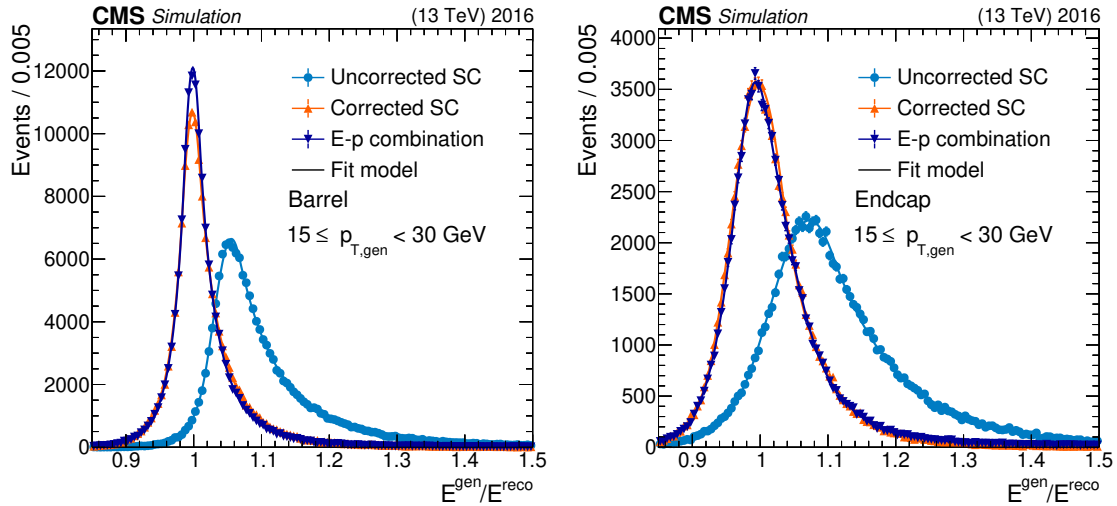 CMS Simulation (13 TeV) 2016
Events / 0.005
12000
10000
8000
6000
4000
2000
0
Uncorrected SC
Corrected SC
E-p combination
Fit model
Barrel
15 ≤ p_T,gen < 30 GeV
0.9 1 1.1 1.2 1.3 1.4 1.5
E^gen/E^reco
CMS Simulation (13 TeV) 2016
Events / 0.005
4000
3500
3000
2500
2000
1500
1000
500
0
Uncorrected SC
Corrected SC
E-p combination
Fit model
Endcap
15 ≤ p_T,gen < 30 GeV
0.9 1 1.1 1.2 1.3 1.4 1.5
E^gen/E^reco